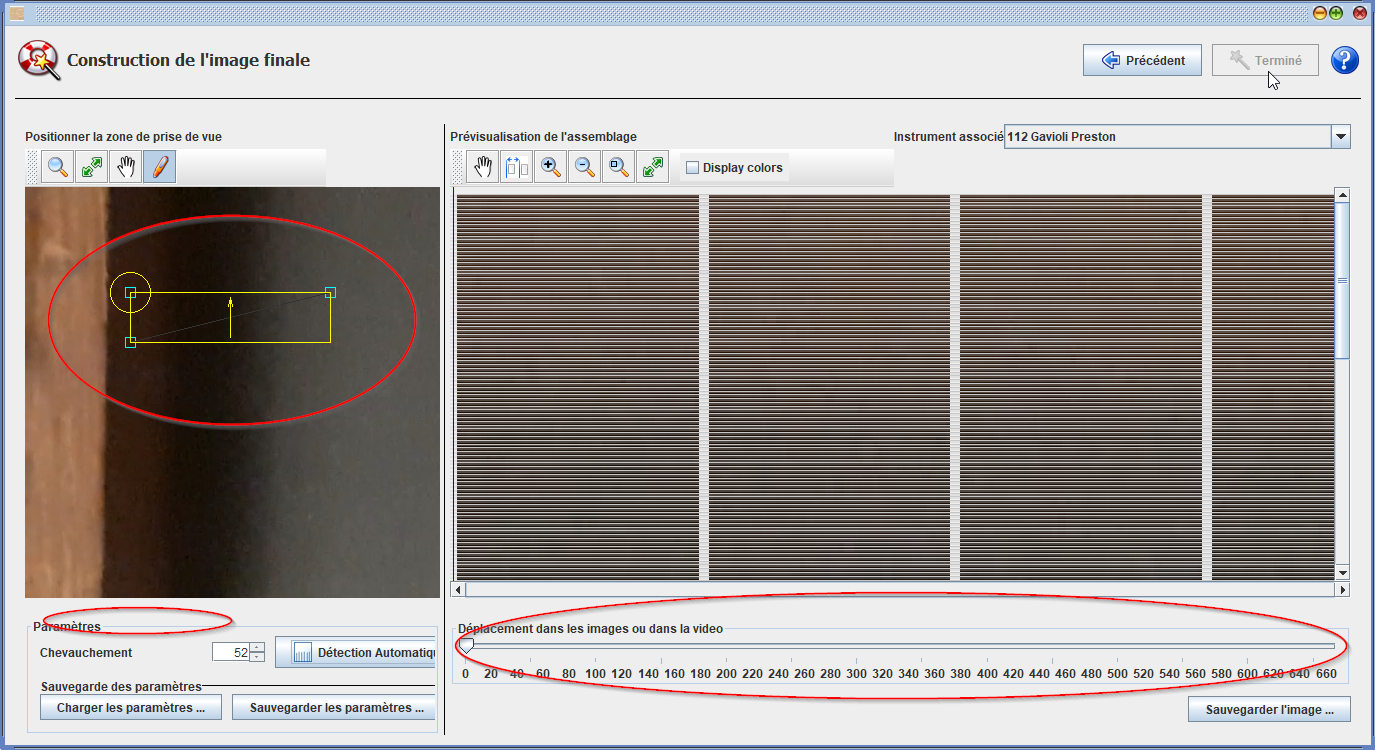 Construction de l'image finale
Précédent
Terminé
?
Positionner la zone de prise de vue
Prévisualisation de l'assemblage
Instrument associé
112 Gavioli Preston
Display colors
Paramètres
Chevauchement
52
Détection Automatiqu
Sauvegarde des paramètres
Charger les paramètres ...
Sauvegarder les paramètres ...
Déplacement dans les images ou dans la video
0 20 40 60 80 100 120 140 160 180 200 220 240 260 280 300 320 340 360 380 400 420 440 460 480 500 520 540 560 580 600 620 640 660
Sauvegarder l'image ...